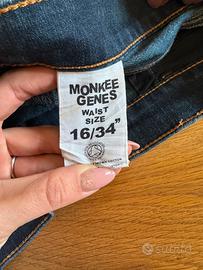 MONKEE
GENES
WAIST
SIZE
16/34"
subito